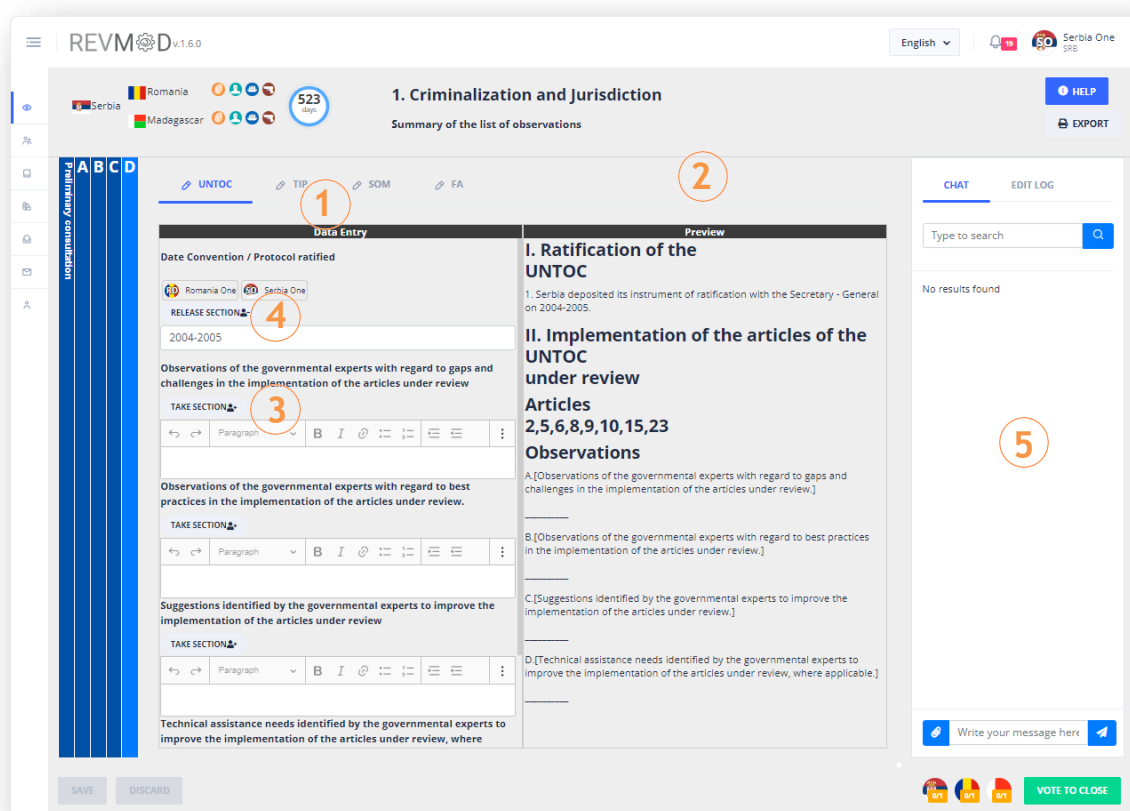 REVMOD v.1.6.0
English
19
SO
Serbia One
SRB
Serbia
Romania
Madagascar
523
days
1. Criminalization and Jurisdiction
Summary of the list of observations
HELP
EXPORT
Preliminary consultation
A B C D
UNTOC
TIP
SOM
FA
1
2
Data Entry
Preview
Date Convention / Protocol ratified
RO Romania One
SO Serbia One
RELEASE SECTION
4
2004-2005
Observations of the governmental experts with regard to gaps and
challenges in the implementation of the articles under review
TAKE SECTION
3
Paragraph
B I
Observations of the governmental experts with regard to best
practices in the implementation of the articles under review.
TAKE SECTION
Paragraph
B I
Suggestions identified by the governmental experts to improve the
implementation of the articles under review
TAKE SECTION
Paragraph
B I
Technical assistance needs identified by the governmental experts to
improve the implementation of the articles under review, where
I. Ratification of the
UNTOC
1. Serbia deposited its instrument of ratification with the Secretary - General
on 2004-2005.
II. Implementation of the articles of the
UNTOC
under review
Articles
2,5,6,8,9,10,15,23
Observations
A.[Observations of the governmental experts with regard to gaps and
challenges in the implementation of the articles under review.]
__________
B.[Observations of the governmental experts with regard to best practices
in the implementation of the articles under review.]
__________
C.[Suggestions identified by the governmental experts to improve the
implementation of the articles under review.]
__________
D.[Technical assistance needs identified by the governmental experts to
improve the implementation of the articles under review, where applicable.]
__________
CHAT
EDIT LOG
Type to search
No results found
5
Write your message here
SAVE
DISCARD
0/1
0/1
0/1
VOTE TO CLOSE